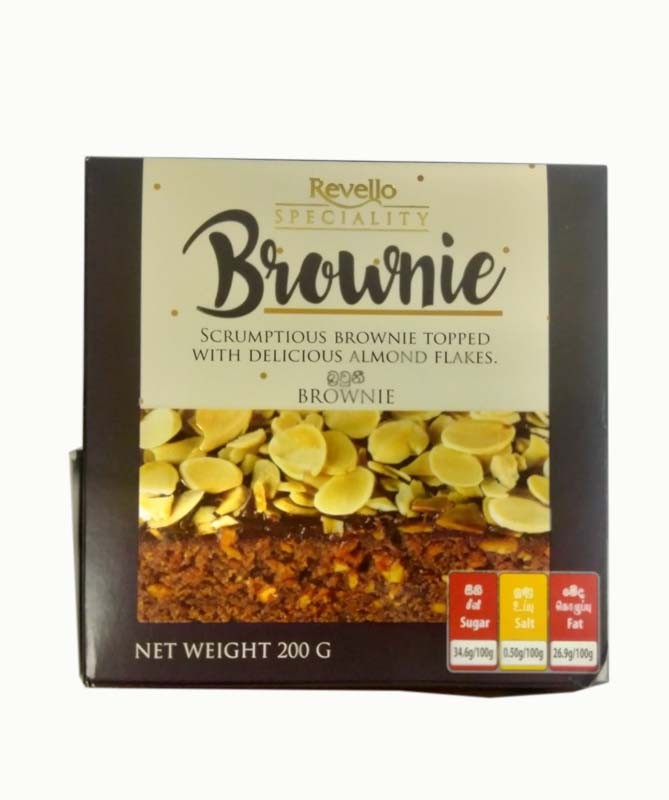 Revello
SPECIALITY
Brownie
SCRUMPTIOUS BROWNIE TOPPED
WITH DELICIOUS ALMOND FLAKES.
BROWNIE
NET WEIGHT 200 G
සීනි ලුණු මේද
சீனி உப்பு கொழுப்பு
Sugar Salt Fat
34.6g/100g 0.50g/100g 26.9g/100g